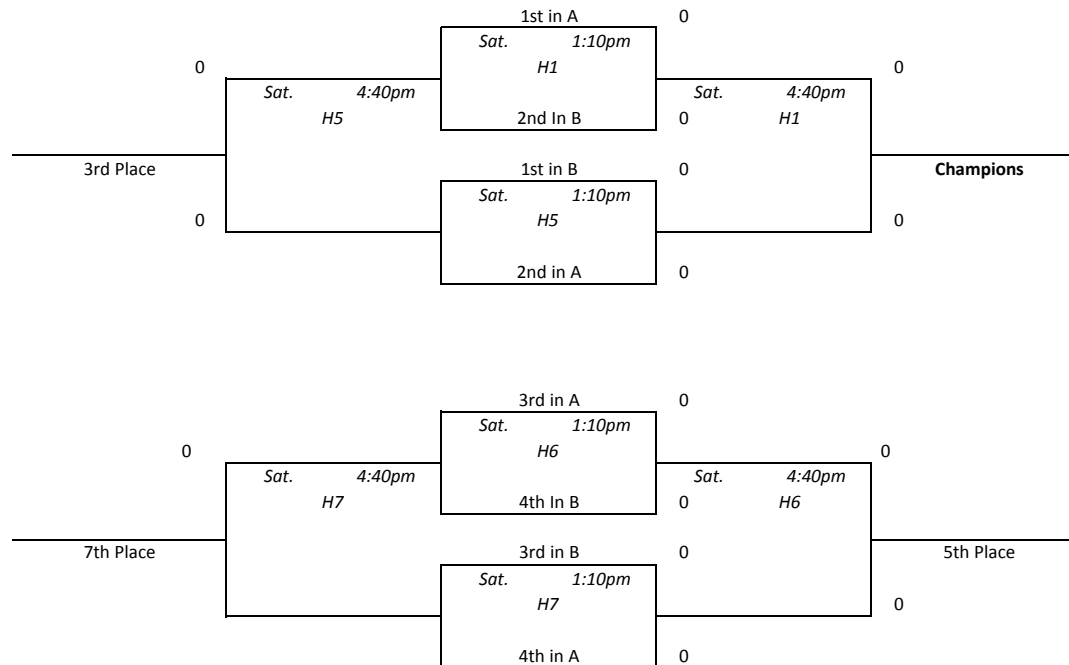 1st in A 0
Sat. 1:10pm
0 H1 0
Sat. 4:40pm Sat. 4:40pm
H5 2nd In B 0 H1
3rd Place 1st in B 0 Champions
Sat. 1:10pm
0 H5 0
2nd in A 0
3rd in A 0
Sat. 1:10pm
0 H6 0
Sat. 4:40pm Sat. 4:40pm
H7 4th In B 0 H6
7th Place 3rd in B 0 5th Place
Sat. 1:10pm
H7 0
4th in A 0